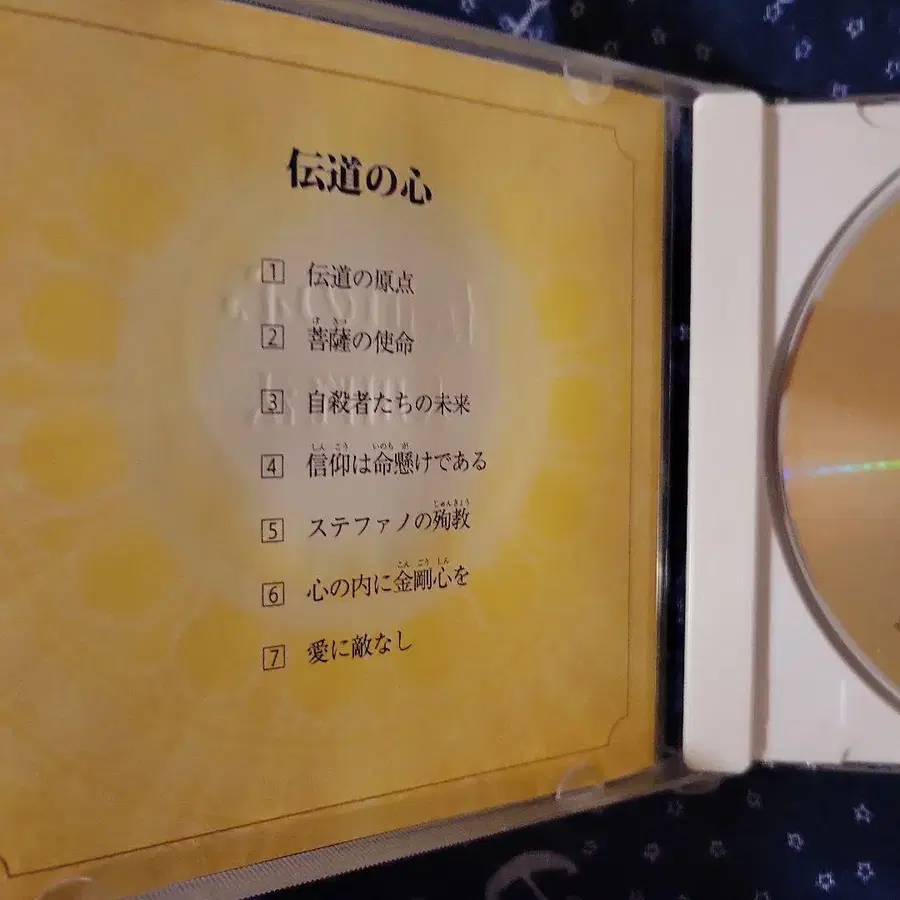 伝道の心
1 伝道の原点
2 菩薩の使命
3 自殺者たちの未来
4 信仰は命懸けである
5 ステファノの殉教
6 心の内に金剛心を
7 愛に敵なし